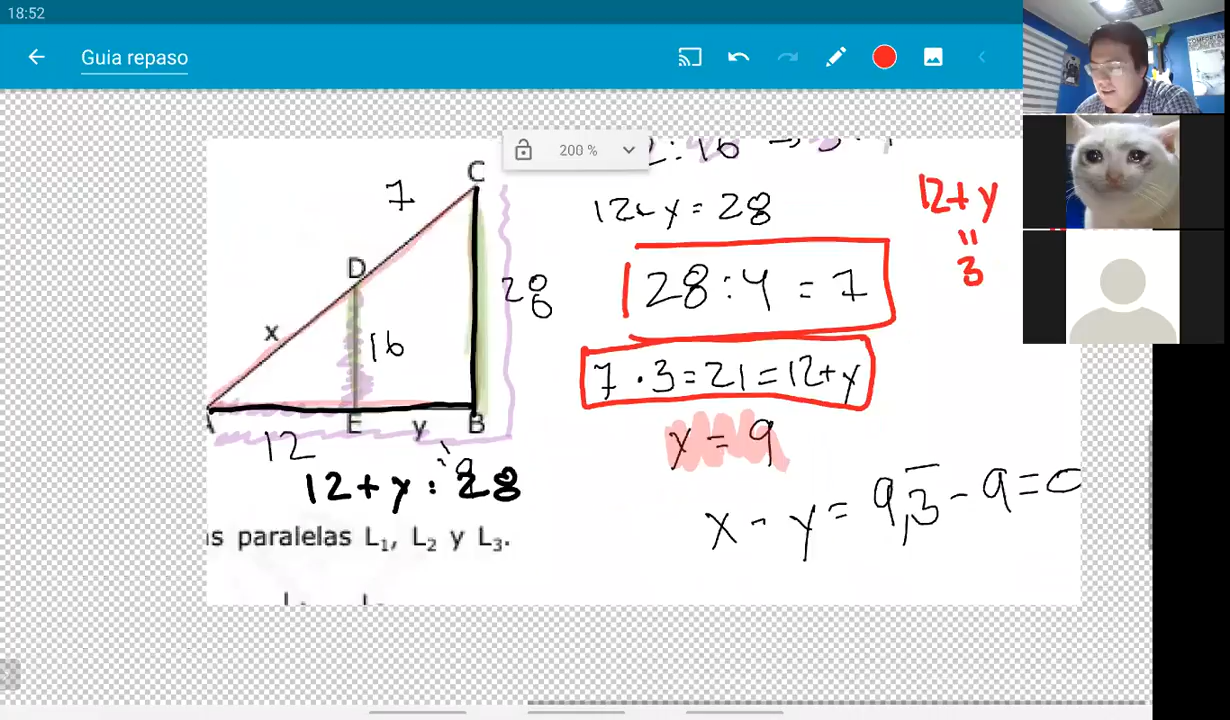 18:52
Guia repaso
200 %
12+y = 28
28:4 = 7
7 · 3 = 21 = 12+y
y = 9
x - y = 9,3̅ - 9 = 0
12+y
=
3
C
7
D
28
x
16
E
y
B
12
12+y : 28
s paralelas L₁, L₂ y L₃.